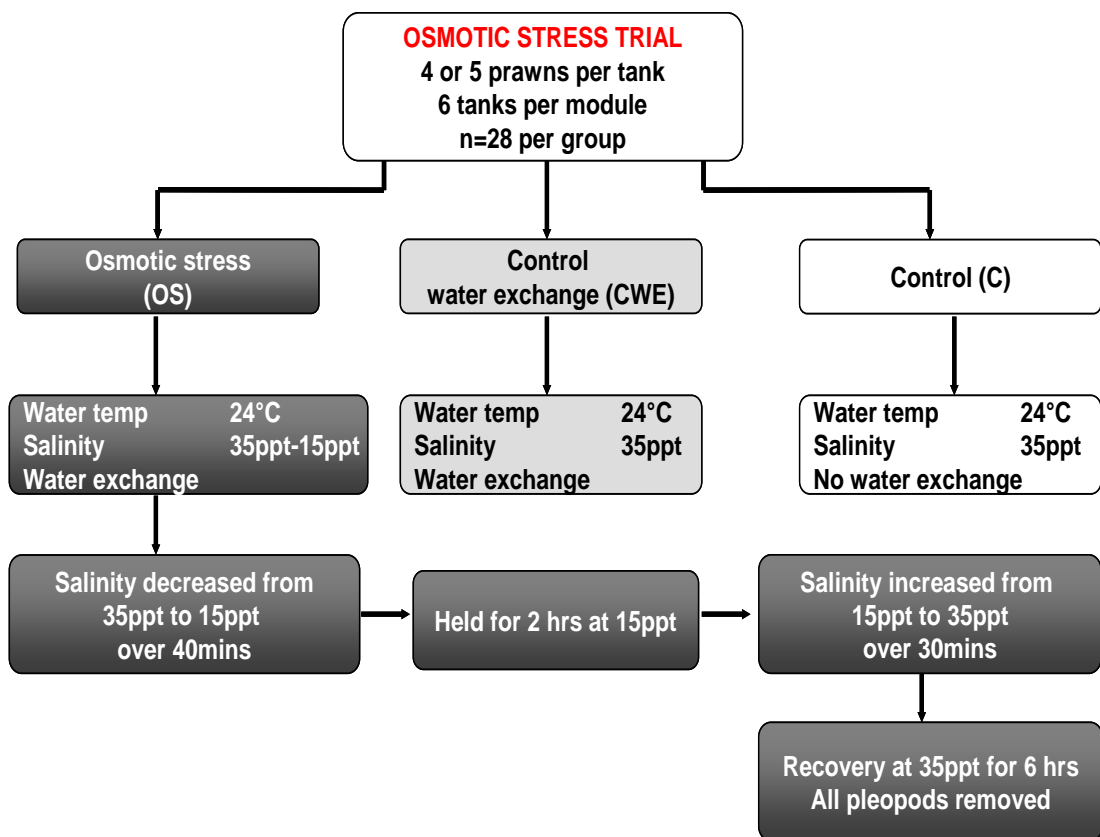 OSMOTIC STRESS TRIAL
4 or 5 prawns per tank
6 tanks per module
n=28 per group
Osmotic stress
(OS)
Control
water exchange (CWE)
Control (C)
Water temp 24°C
Salinity 35ppt-15ppt
Water exchange
Water temp 24°C
Salinity 35ppt
Water exchange
Water temp 24°C
Salinity 35ppt
No water exchange
Salinity decreased from
35ppt to 15ppt
over 40mins
Held for 2 hrs at 15ppt
Salinity increased from
15ppt to 35ppt
over 30mins
Recovery at 35ppt for 6 hrs
All pleopods removed